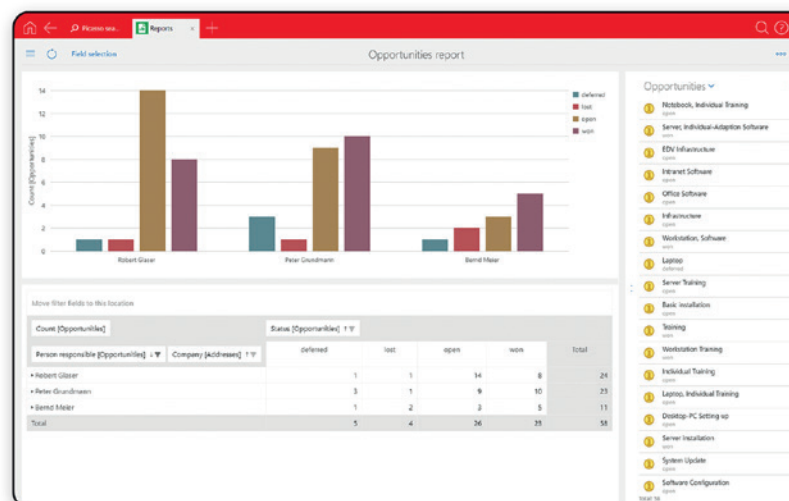 Picasso sea... Reports × +
Field selection
Opportunities report
14
12
10
8
6
4
2
0
Count [Opportunities]
deferred
lost
open
won
Robert Glaser Peter Grundmann Bernd Meier
Move filter fields to this location
Count [Opportunities] Status [Opportunities]
Person responsible [Opportunities] Company [Addresses]
deferred lost open won Total
Robert Glaser 1 1 14 8 24
Peter Grundmann 3 1 9 10 23
Bernd Meier 1 2 3 5 11
Total 5 4 26 23 58
Opportunities
Notebook, Individual Training
open
Server, Individual-Adaption Software
won
EDV Infrastructure
open
Intranet Software
open
Office Software
open
Infrastructure
open
Workstation, Software
won
Laptop
deferred
Server Training
open
Basic installation
open
Training
won
Workstation Training
open
Individual Training
open
Laptop, Individual Training
open
Desktop-PC Setting up
open
Server Installation
won
System Update
open
Software Configuration
open